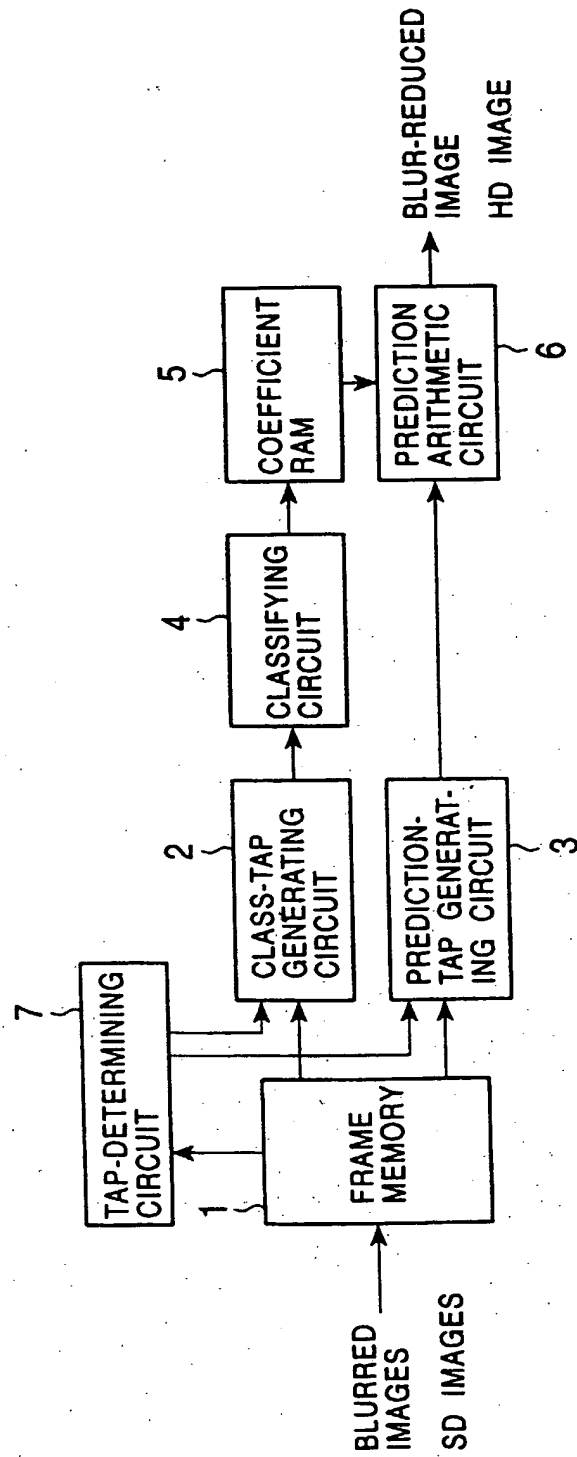 BLURRED
IMAGES
SD IMAGES
1
FRAME
MEMORY
7
TAP-DETERMINING
CIRCUIT
2
CLASS-TAP
GENERATING
CIRCUIT
PREDICTION-
TAP GENERAT-
ING CIRCUIT
3
4
CLASSIFYING
CIRCUIT
5
COEFFICIENT
RAM
PREDICTION
ARITHMETIC
CIRCUIT
6
BLUR-REDUCED
IMAGE
HD IMAGE